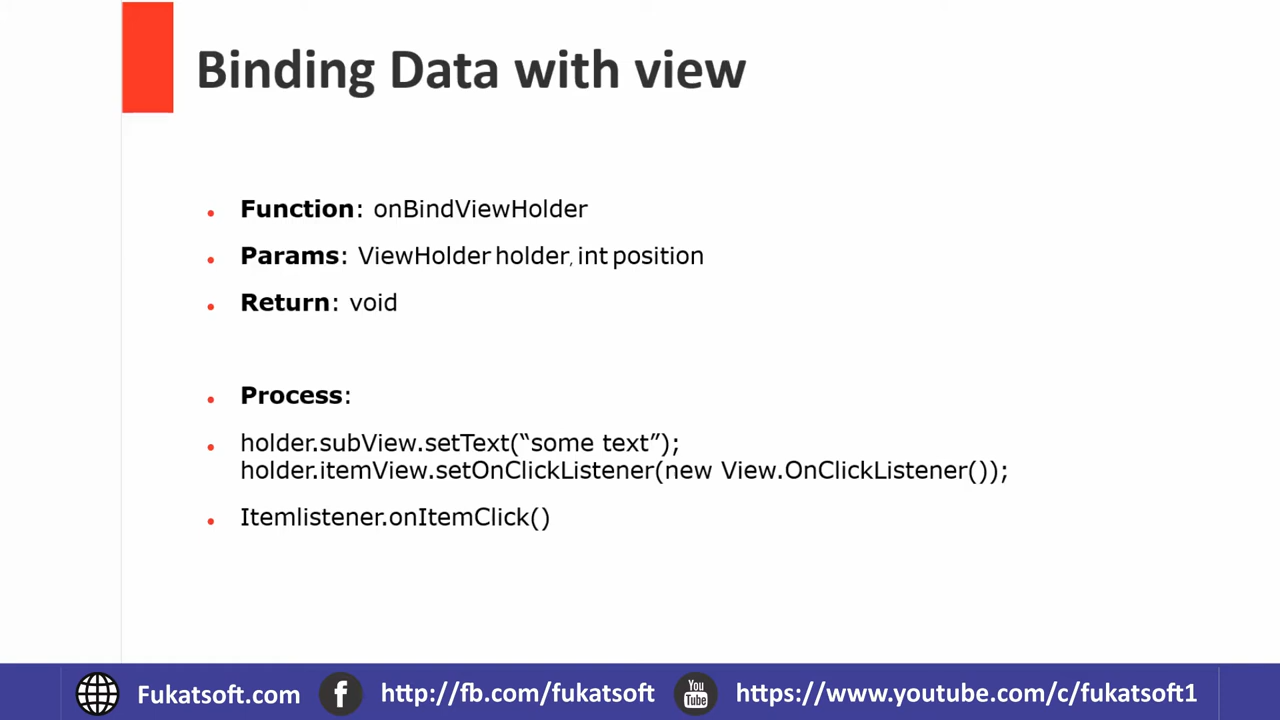 Binding Data with view
• Function: onBindViewHolder
• Params: ViewHolder holder, int position
• Return: void
• Process:
• holder.subView.setText(“some text”);
holder.itemView.setOnClickListener(new View.OnClickListener());
• Itemlistener.onItemClick()
Fukatsoft.com f http://fb.com/fukatsoft You Tube https://www.youtube.com/c/fukatsoft1